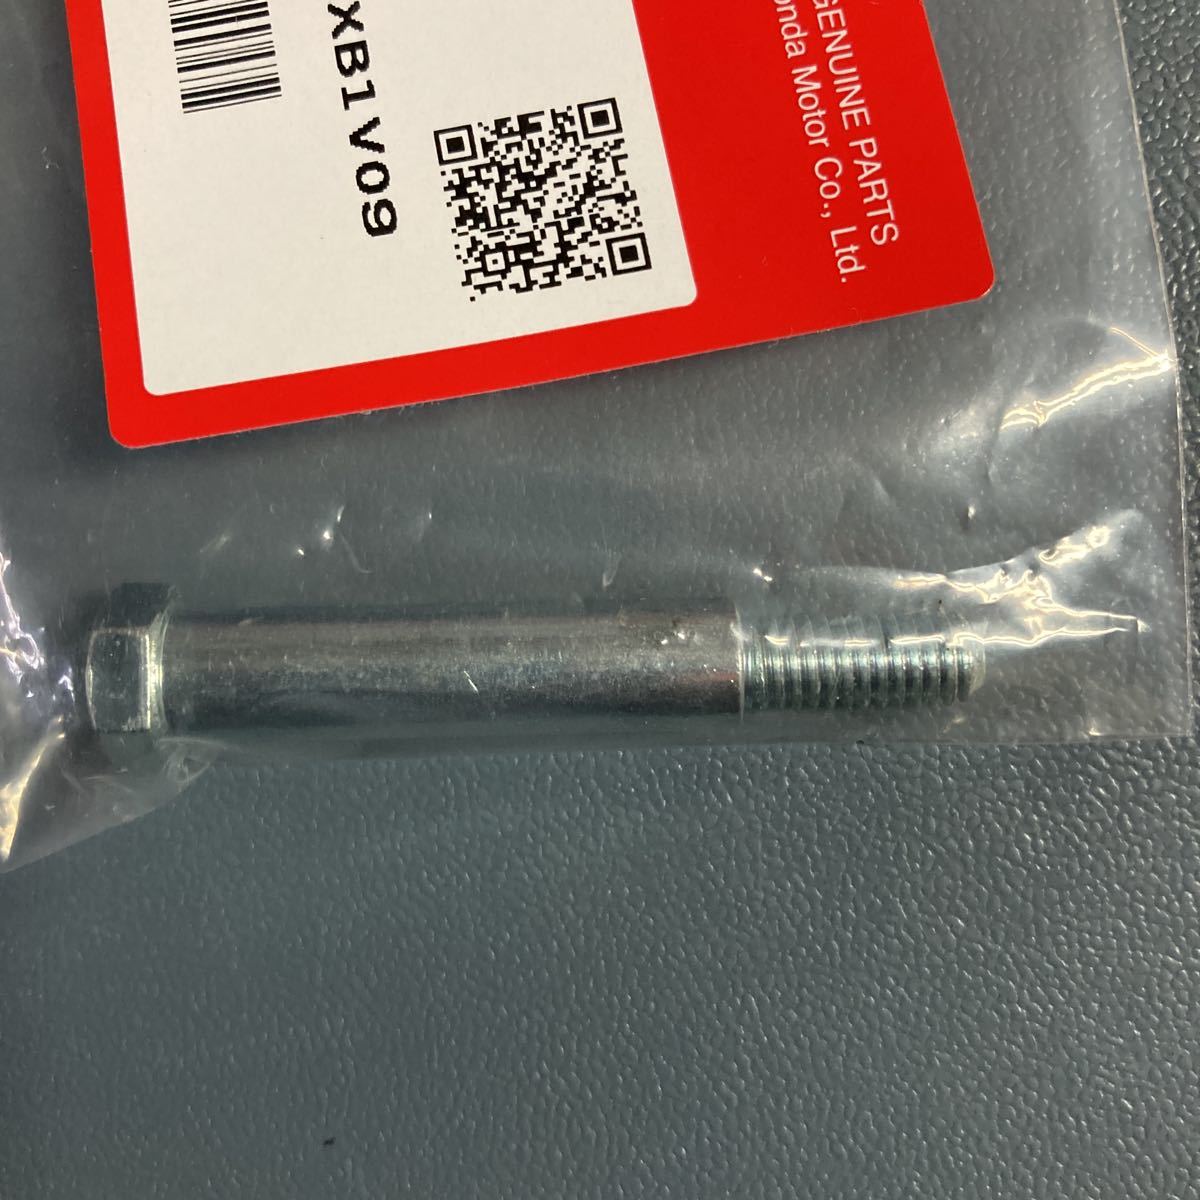 GENUINE PARTS
onda Motor Co., Ltd.
XB1V09